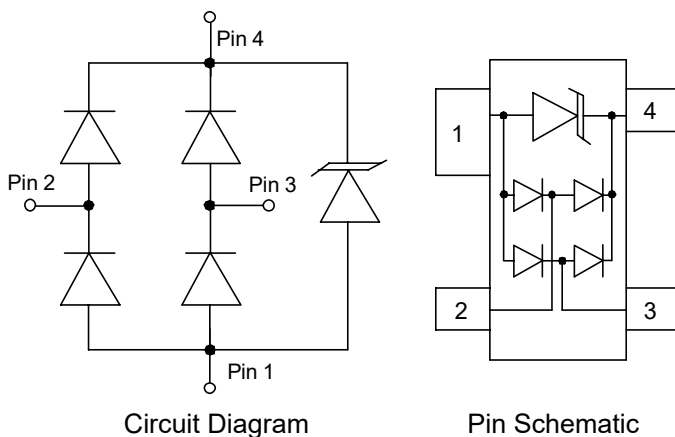 Pin 4
Pin 2
Pin 3
Pin 1
Circuit Diagram
1
4
2
3
Pin Schematic